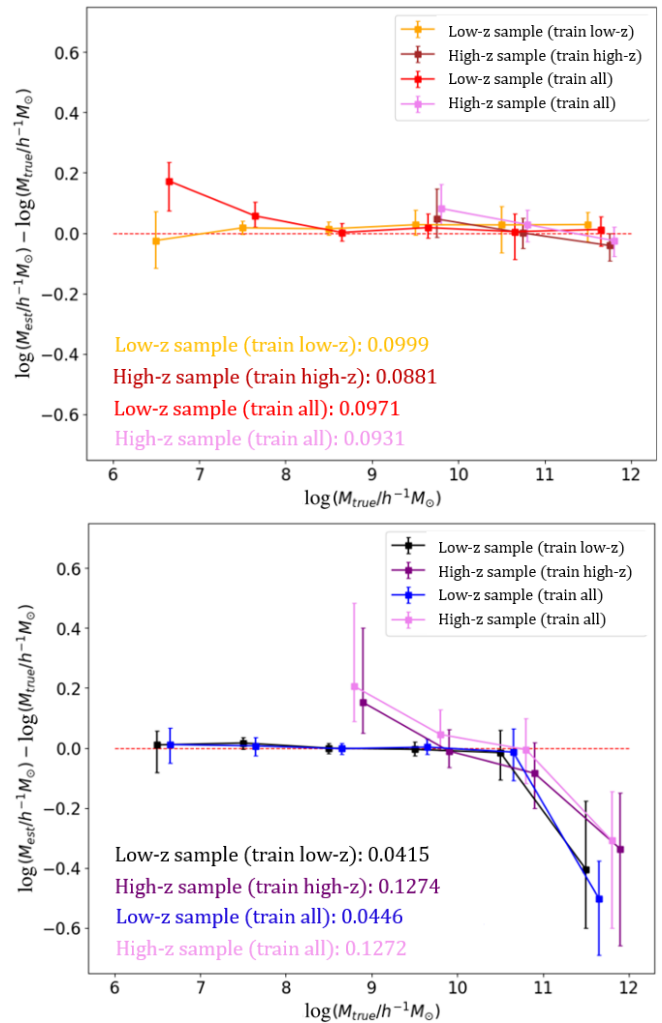 Low-z sample (train low-z)
High-z sample (train high-z)
Low-z sample (train all)
High-z sample (train all)
log(M_est/h⁻¹M⊙) − log(M_true/h⁻¹M⊙)
0.6
0.4
0.2
0.0
−0.2
−0.4
−0.6
Low-z sample (train low-z): 0.0999
High-z sample (train high-z): 0.0881
Low-z sample (train all): 0.0971
High-z sample (train all): 0.0931
6 7 8 9 10 11 12
log(M_true/h⁻¹M⊙)
Low-z sample (train low-z)
High-z sample (train high-z)
Low-z sample (train all)
High-z sample (train all)
log(M_est/h⁻¹M⊙) − log(M_true/h⁻¹M⊙)
0.6
0.4
0.2
0.0
−0.2
−0.4
−0.6
Low-z sample (train low-z): 0.0415
High-z sample (train high-z): 0.1274
Low-z sample (train all): 0.0446
High-z sample (train all): 0.1272
6 7 8 9 10 11 12
log(M_true/h⁻¹M⊙)